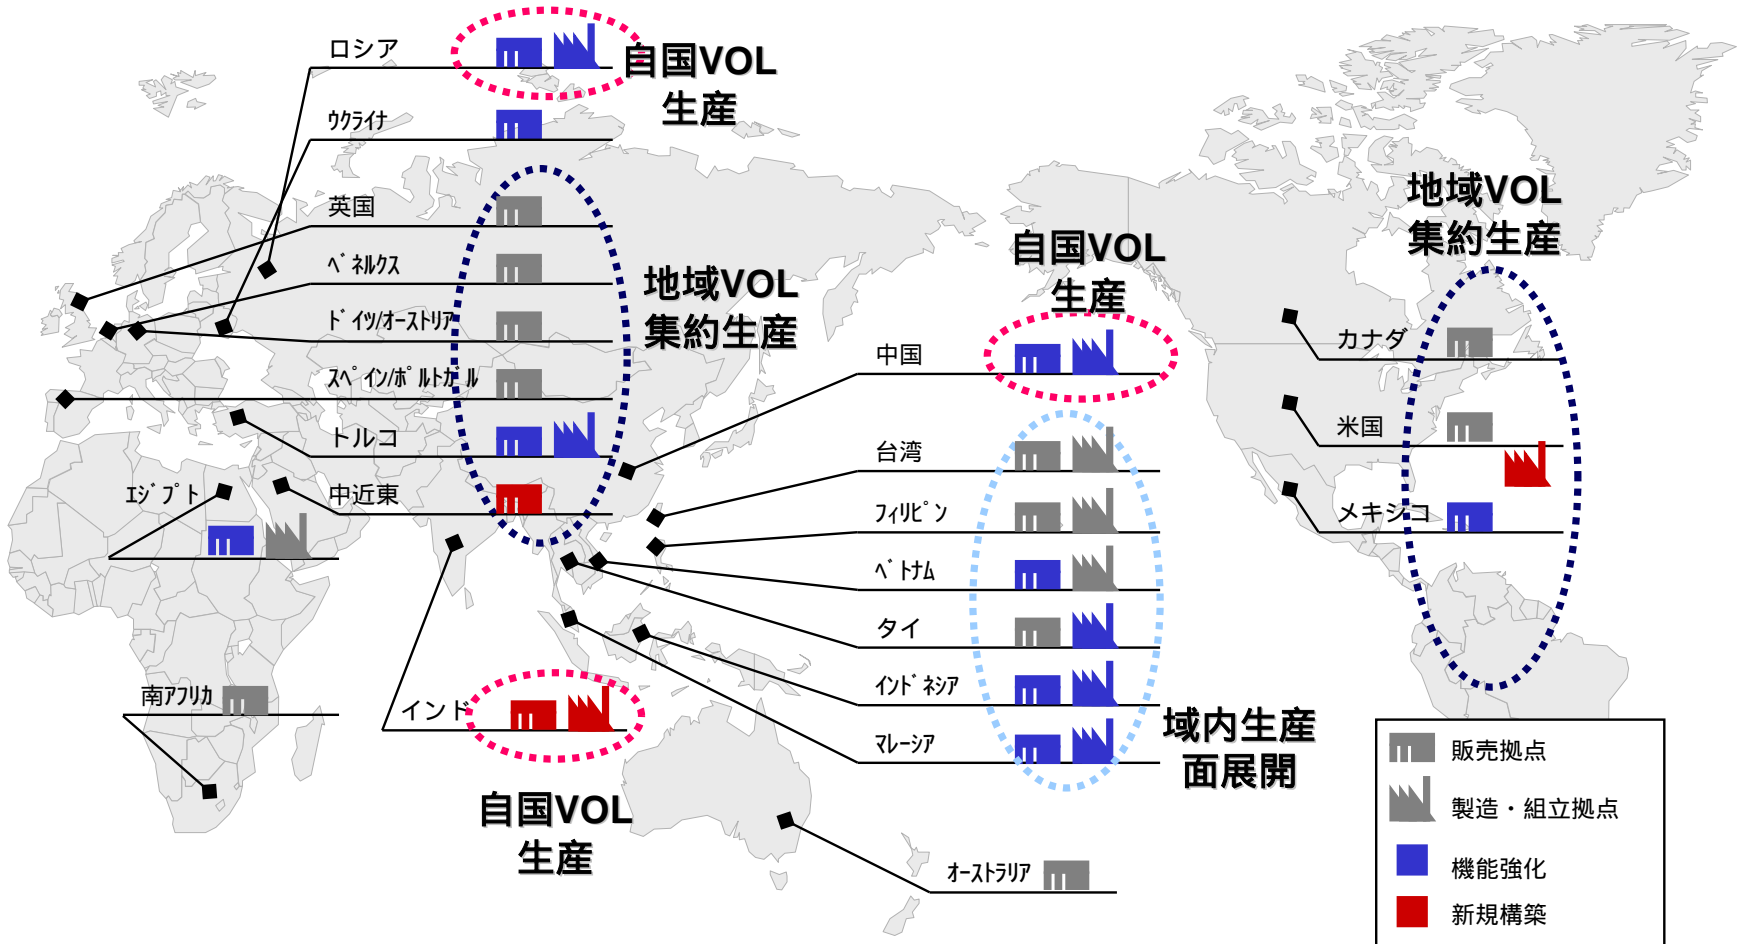 ロシア
自国VOL
生産
ｳｸﾗｲﾅ
英国
ﾍﾞﾈﾙｸｽ
ﾄﾞｲﾂ/ｵｰｽﾄﾘｱ
ｽﾍﾟｲﾝ/ﾎﾟﾙﾄｶﾞﾙ
トルコ
中近東
地域VOL
集約生産
ｴｼﾞﾌﾟﾄ
南ｱﾌﾘｶ
インド
自国VOL
生産
自国VOL
生産
中国
台湾
ﾌｨﾘﾋﾟﾝ
ﾍﾞﾄﾅﾑ
タイ
ｲﾝﾄﾞﾈｼｱ
ﾏﾚｰｼｱ
域内生産
面展開
ｵｰｽﾄﾗﾘｱ
地域VOL
集約生産
カナダ
米国
メキシコ
販売拠点
製造・組立拠点
機能強化
新規構築